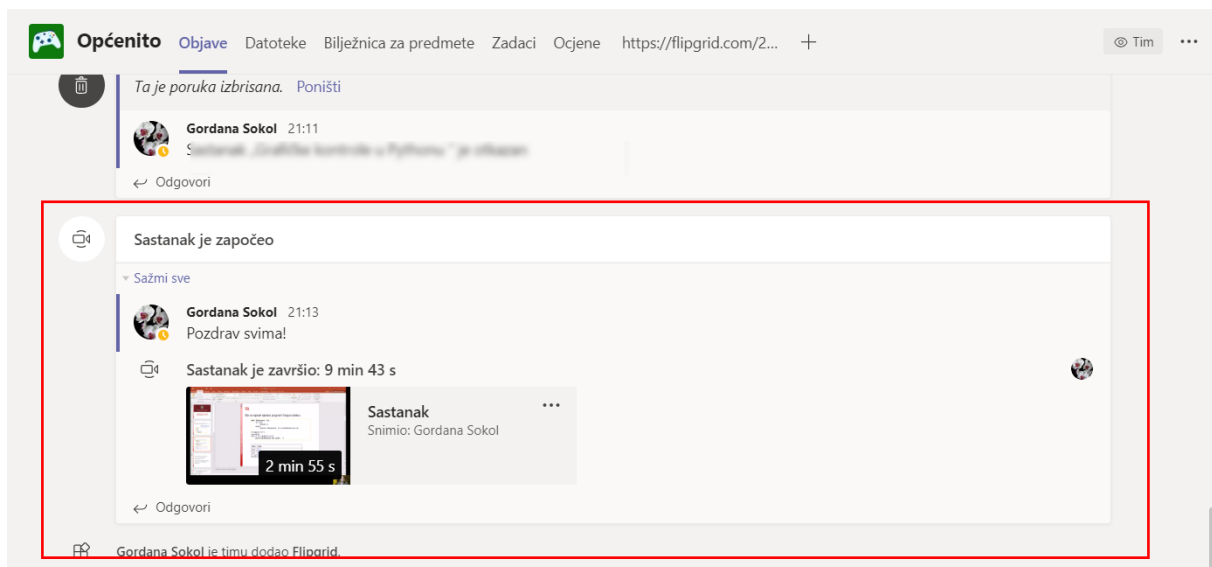 Općenito Objave Datoteke Bilježnica za predmete Zadaci Ocjene https://flipgrid.com/2... Tim
Ta je poruka izbrisana. Poništi
Gordana Sokol 21:11
Odgovori
Sastanak je započeo
Sažmi sve
Gordana Sokol 21:13
Pozdrav svima!
Sastanak je završio: 9 min 43 s
Sastanak
Snimio: Gordana Sokol
2 min 55 s
Odgovori
Gordana Sokol je timu dodao Flipgrid.